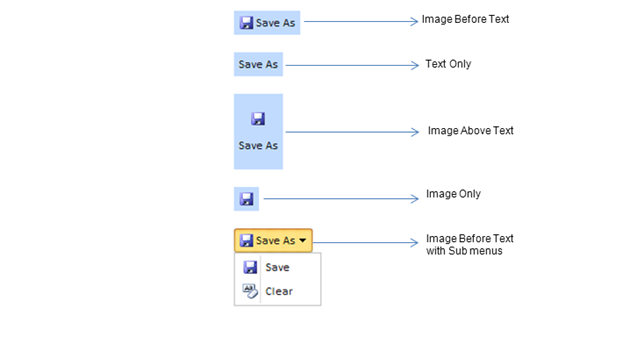 Save As
Image Before Text
Save As
Text Only
Save As
Image Above Text
Image Only
Save As
Image Before Text
with Sub menus
Save
Clear